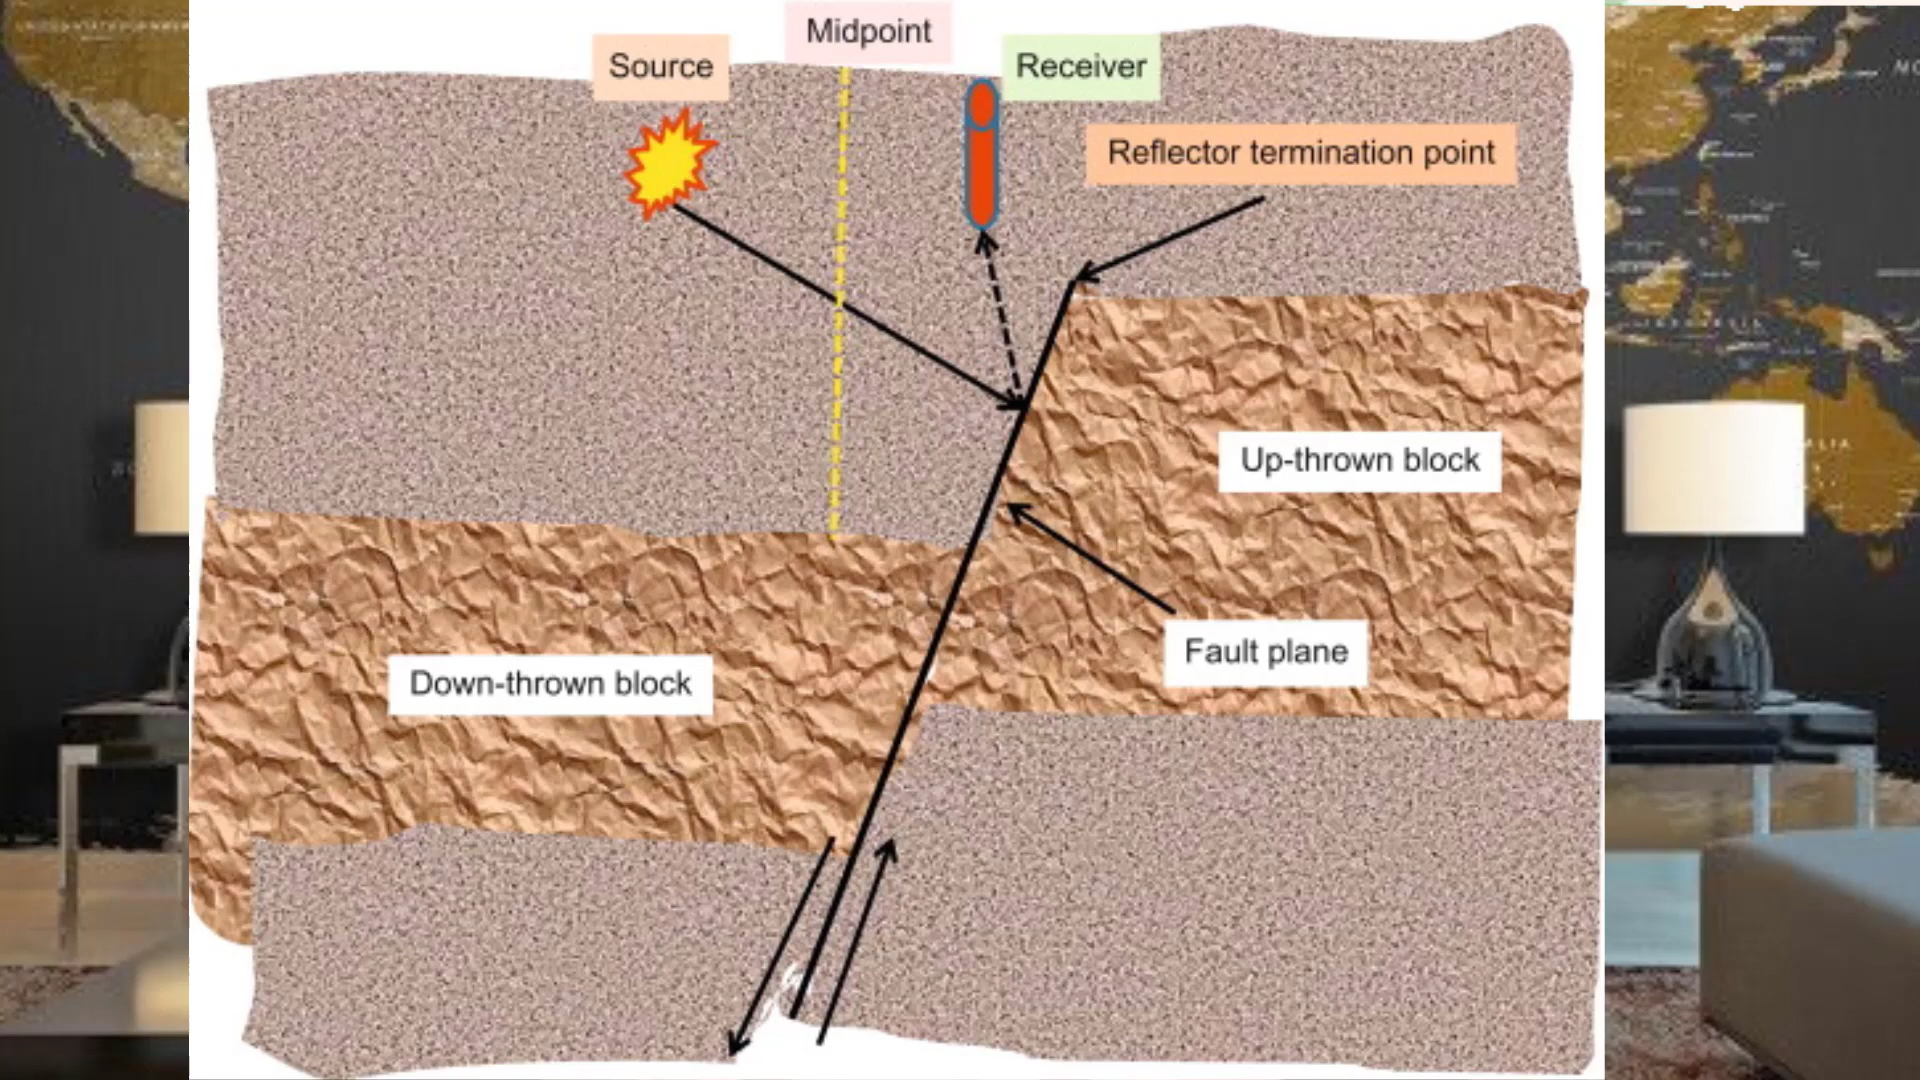 Midpoint
Source
Receiver
Reflector termination point
Up-thrown block
Fault plane
Down-thrown block